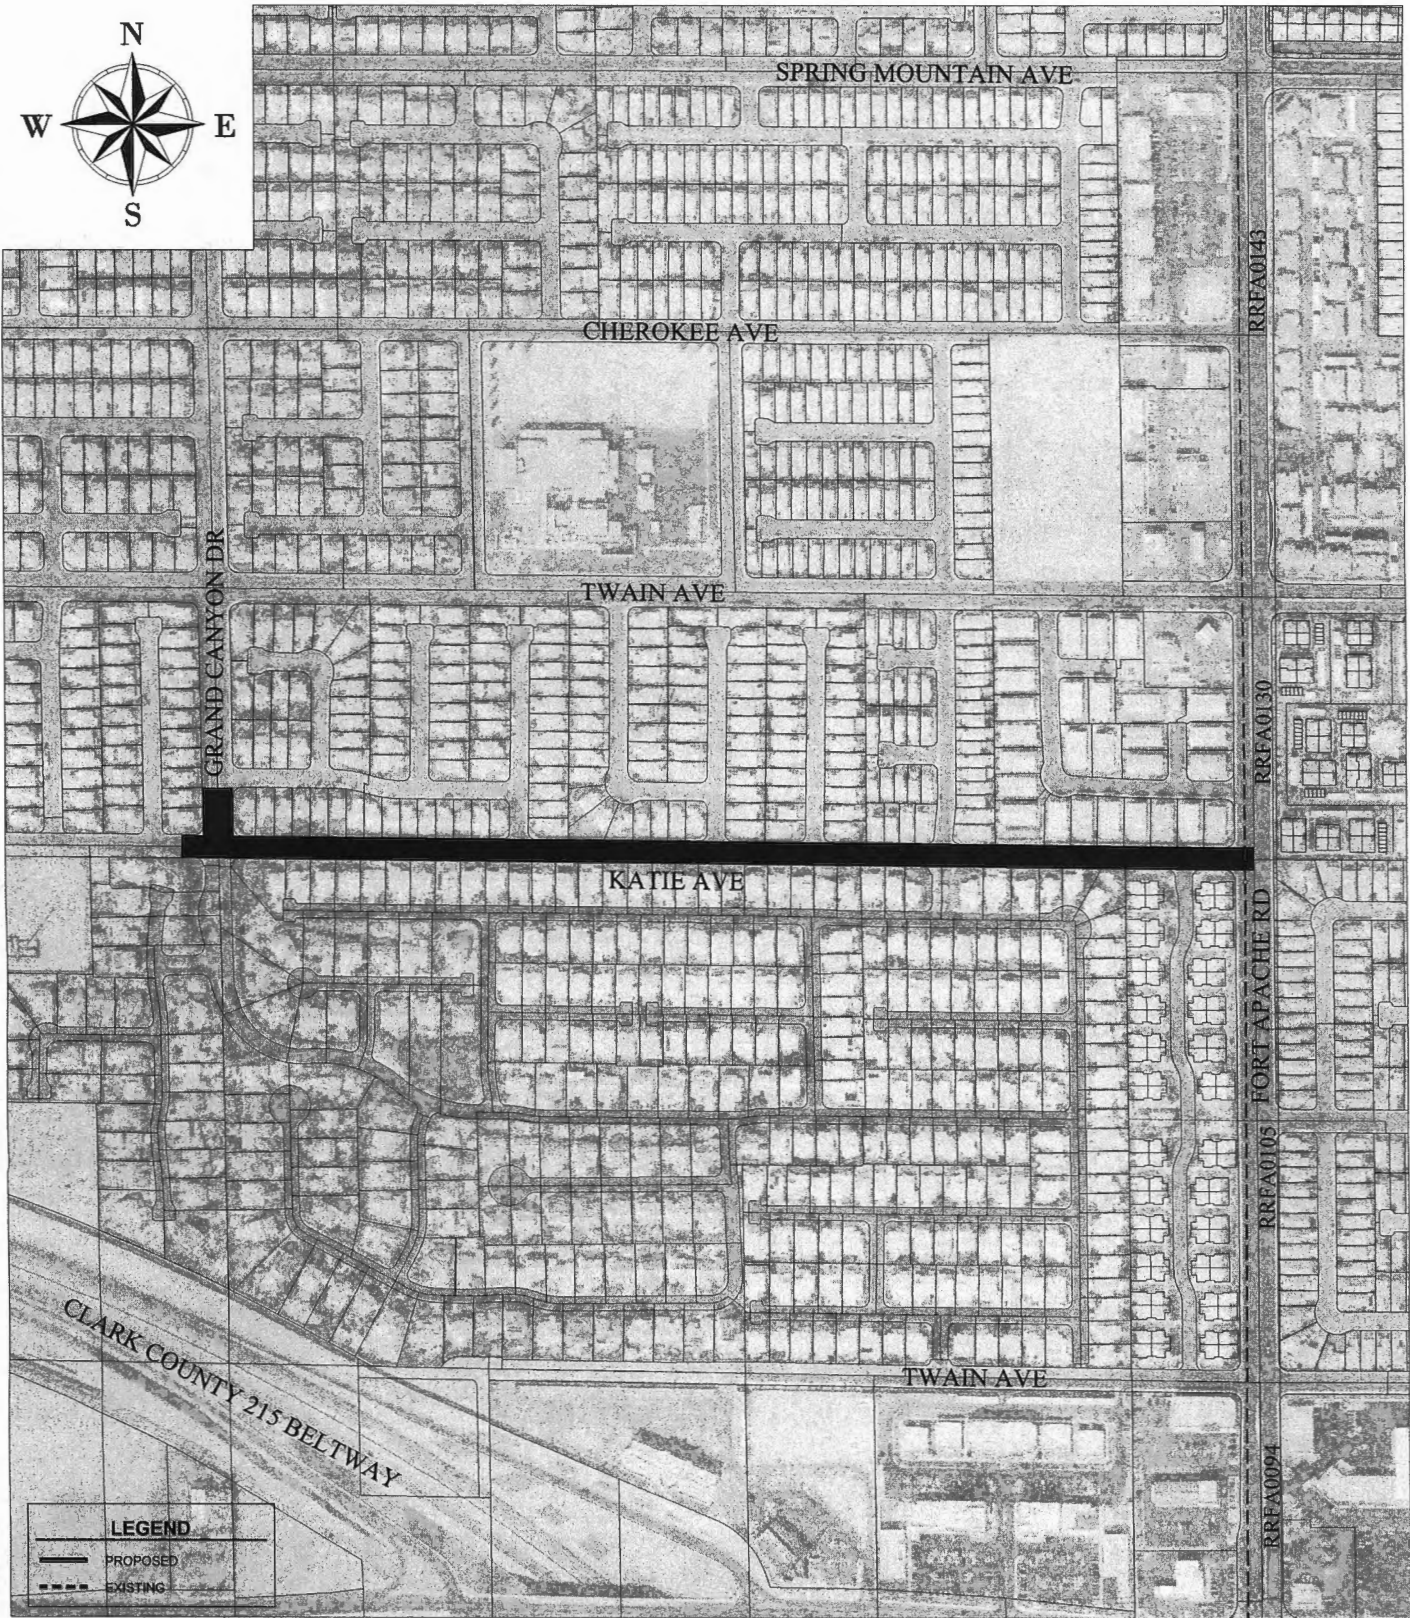 N
W E
S
SPRING MOUNTAIN AVE
RRFA0143
CHEROKEE AVE
GRAND CANYON DR
TWAIN AVE
RRFA0130
KATIE AVE
FORT APACHE RD
RRFA0105
CLARK COUNTY 215 BELTWAY
TWAIN AVE
RRFA0094
LEGEND
PROPOSED
EXISTING